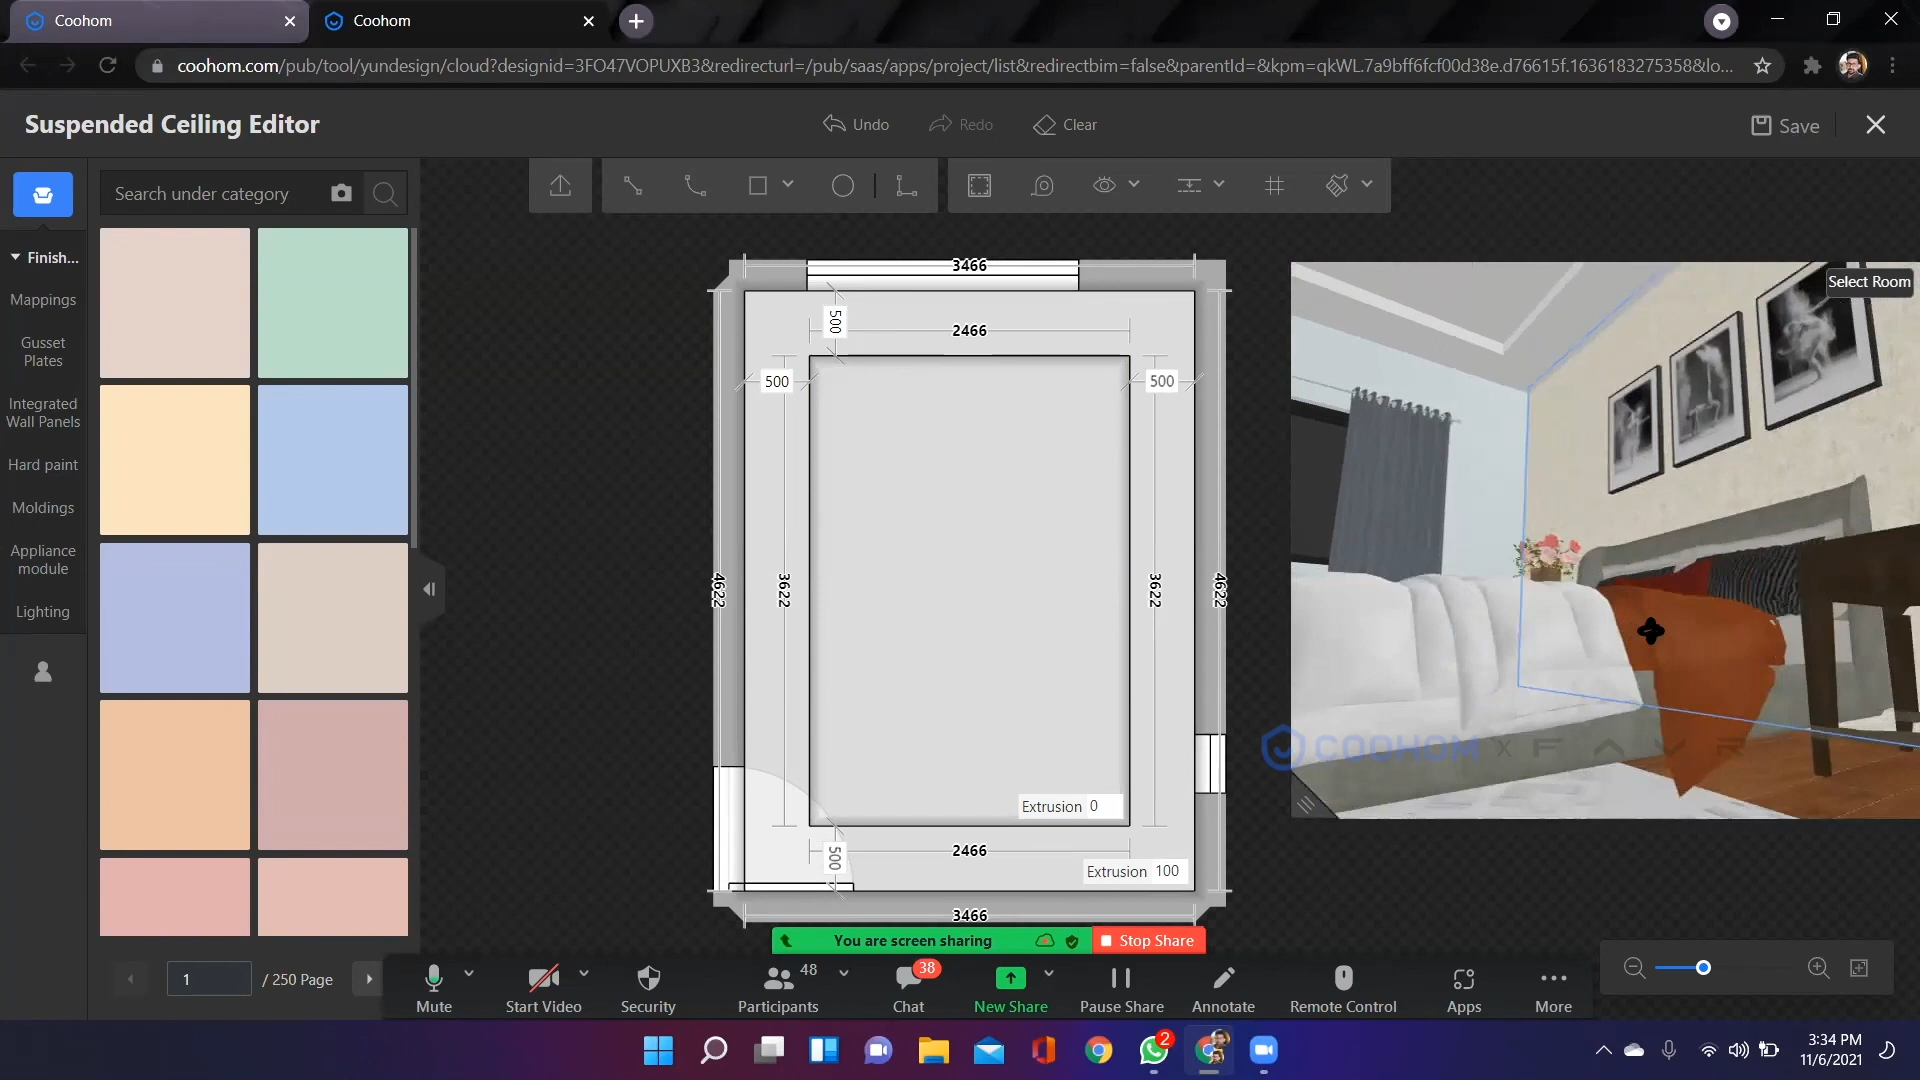 Coohom
Coohom
coohom.com/pub/tool/yundesign/cloud?designid=3FO47VOPUXB3&redirecturl=/pub/saas/apps/project/list&redirectbim=false&parentId=&kpm=qkWL.7a9bff6fcf00d38e.d76615f.1636183275358&lo...
Suspended Ceiling Editor
Undo
Redo
Clear
Save
Search under category
Finish...
Mappings
Gusset
Plates
Integrated
Wall Panels
Hard paint
Moldings
Appliance
module
Lighting
3466
500
2466
500
500
4622
3622
3622
4622
Extrusion 0
500
2466
Extrusion 100
3466
Select Room
COOHOM X F A V R
You are screen sharing
Stop Share
1
/ 250 Page
48
38
Mute
Start Video
Security
Participants
Chat
New Share
Pause Share
Annotate
Remote Control
Apps
More
2
3:34 PM
11/6/2021